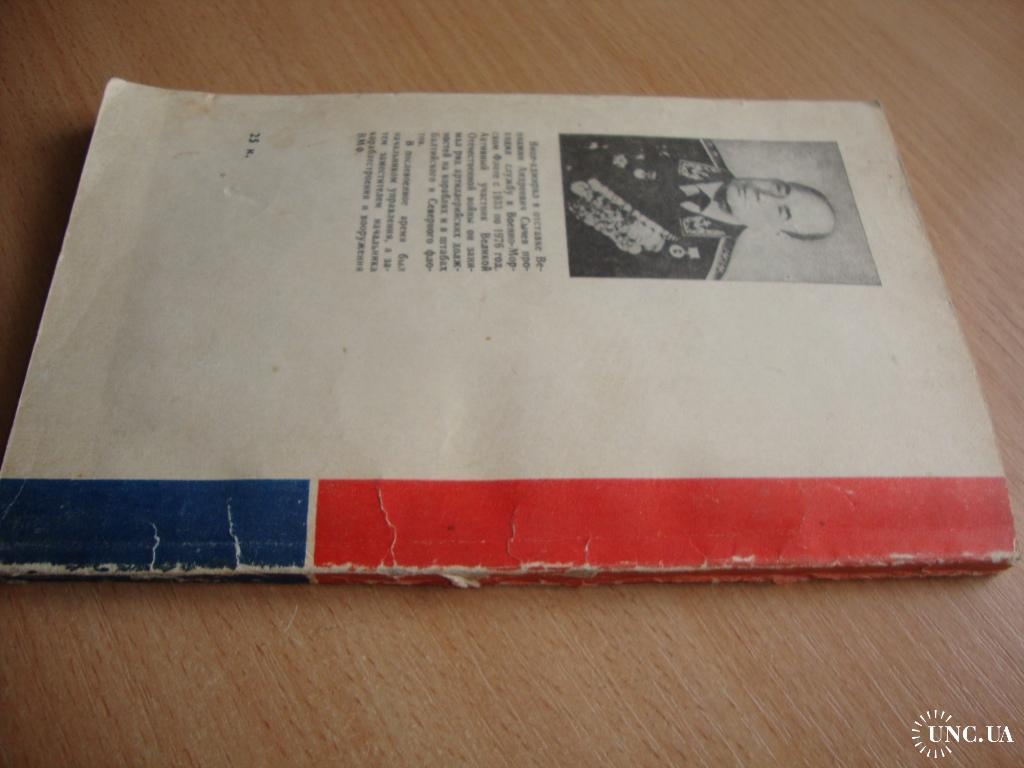 Вице-адмирал в отставке Ве-
ниамин Андреевич Сычев про-
ходил службу в Военно-Мор-
ском Флоте с 1933 по 1976 год.
Активный участник Великой
Отечественной войны он зани-
мал ряд артиллерийских долж-
ностей на кораблях и в штабах
Балтийского и Северного фло-
тов.
В послевоенное время был
начальником управления, а за-
тем заместителем начальника
кораблестроения и вооружения
ВМФ.
25 к.
UNC.UA